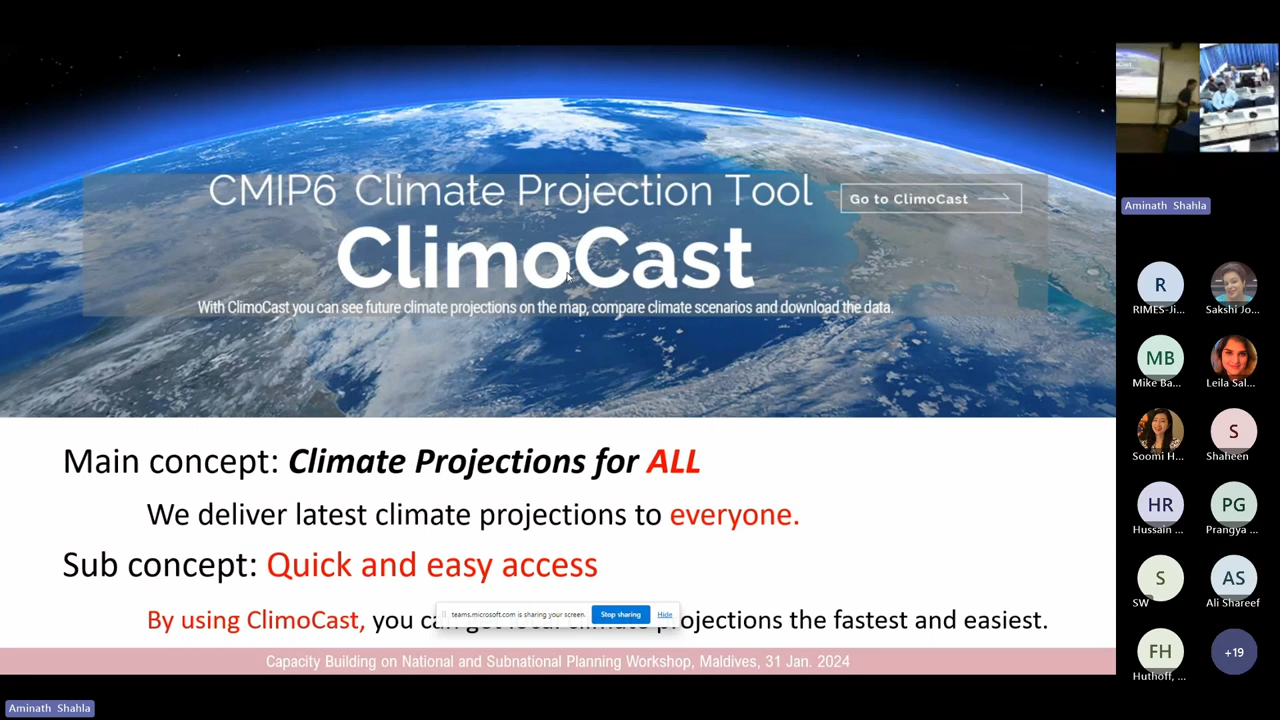 CMIP6 Climate Projection Tool
Go to ClimoCast
ClimoCast
With ClimoCast you can see future climate projections on the map, compare climate scenarios and download the data.
Main concept: Climate Projections for ALL
We deliver latest climate projections to everyone.
Sub concept: Quick and easy access
teams.microsoft.com is sharing your screen.
Stop sharing
Hide
By using ClimoCast, you can get local climate projections the fastest and easiest.
Capacity Building on National and Subnational Planning Workshop, Maldives, 31 Jan. 2024
Aminath Shahla
Aminath Shahla
R
RIMES-Ji...
Sakshi Jo...
MB
Mike Ba...
Leila Sal...
Soomi H...
S
Shaheen
HR
Hussain ...
PG
Prangya ...
S
SW
AS
Ali Shareef
FH
Huthoff, ...
+19